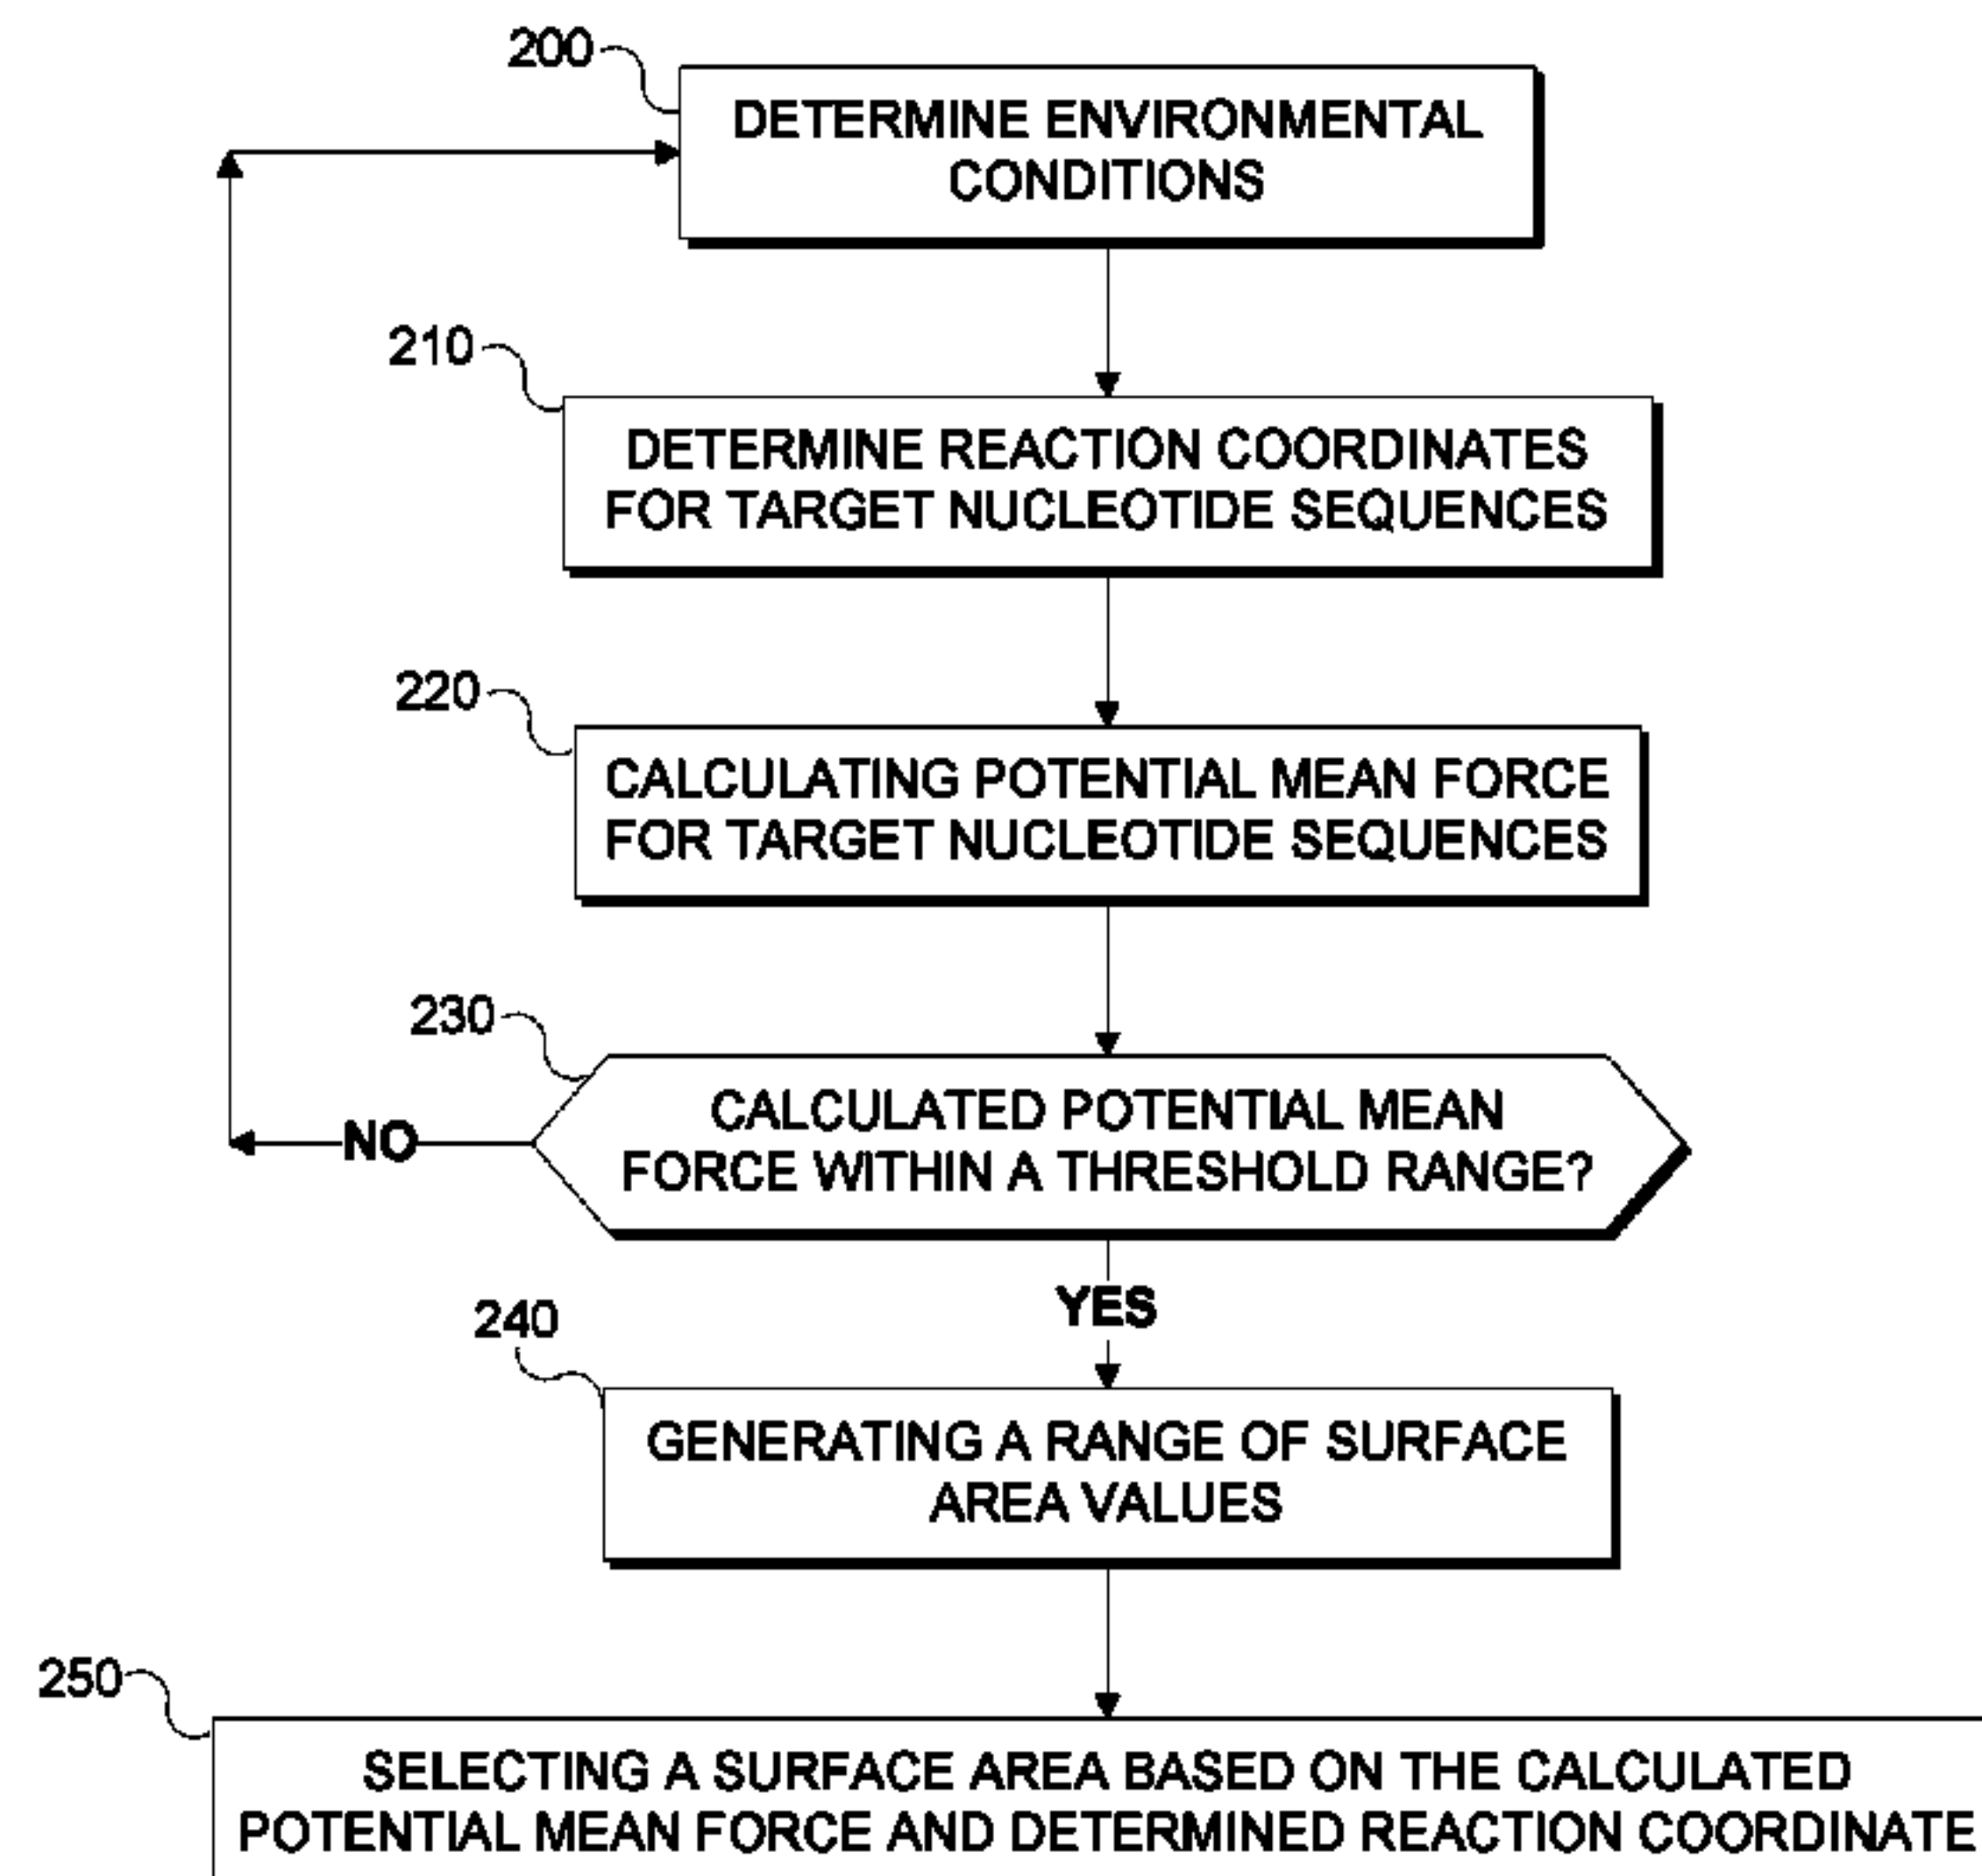 200
DETERMINE ENVIRONMENTAL
CONDITIONS
210
DETERMINE REACTION COORDINATES
FOR TARGET NUCLEOTIDE SEQUENCES
220
CALCULATING POTENTIAL MEAN FORCE
FOR TARGET NUCLEOTIDE SEQUENCES
230
CALCULATED POTENTIAL MEAN
FORCE WITHIN A THRESHOLD RANGE?
NO
YES
240
GENERATING A RANGE OF SURFACE
AREA VALUES
250
SELECTING A SURFACE AREA BASED ON THE CALCULATED
POTENTIAL MEAN FORCE AND DETERMINED REACTION COORDINATE